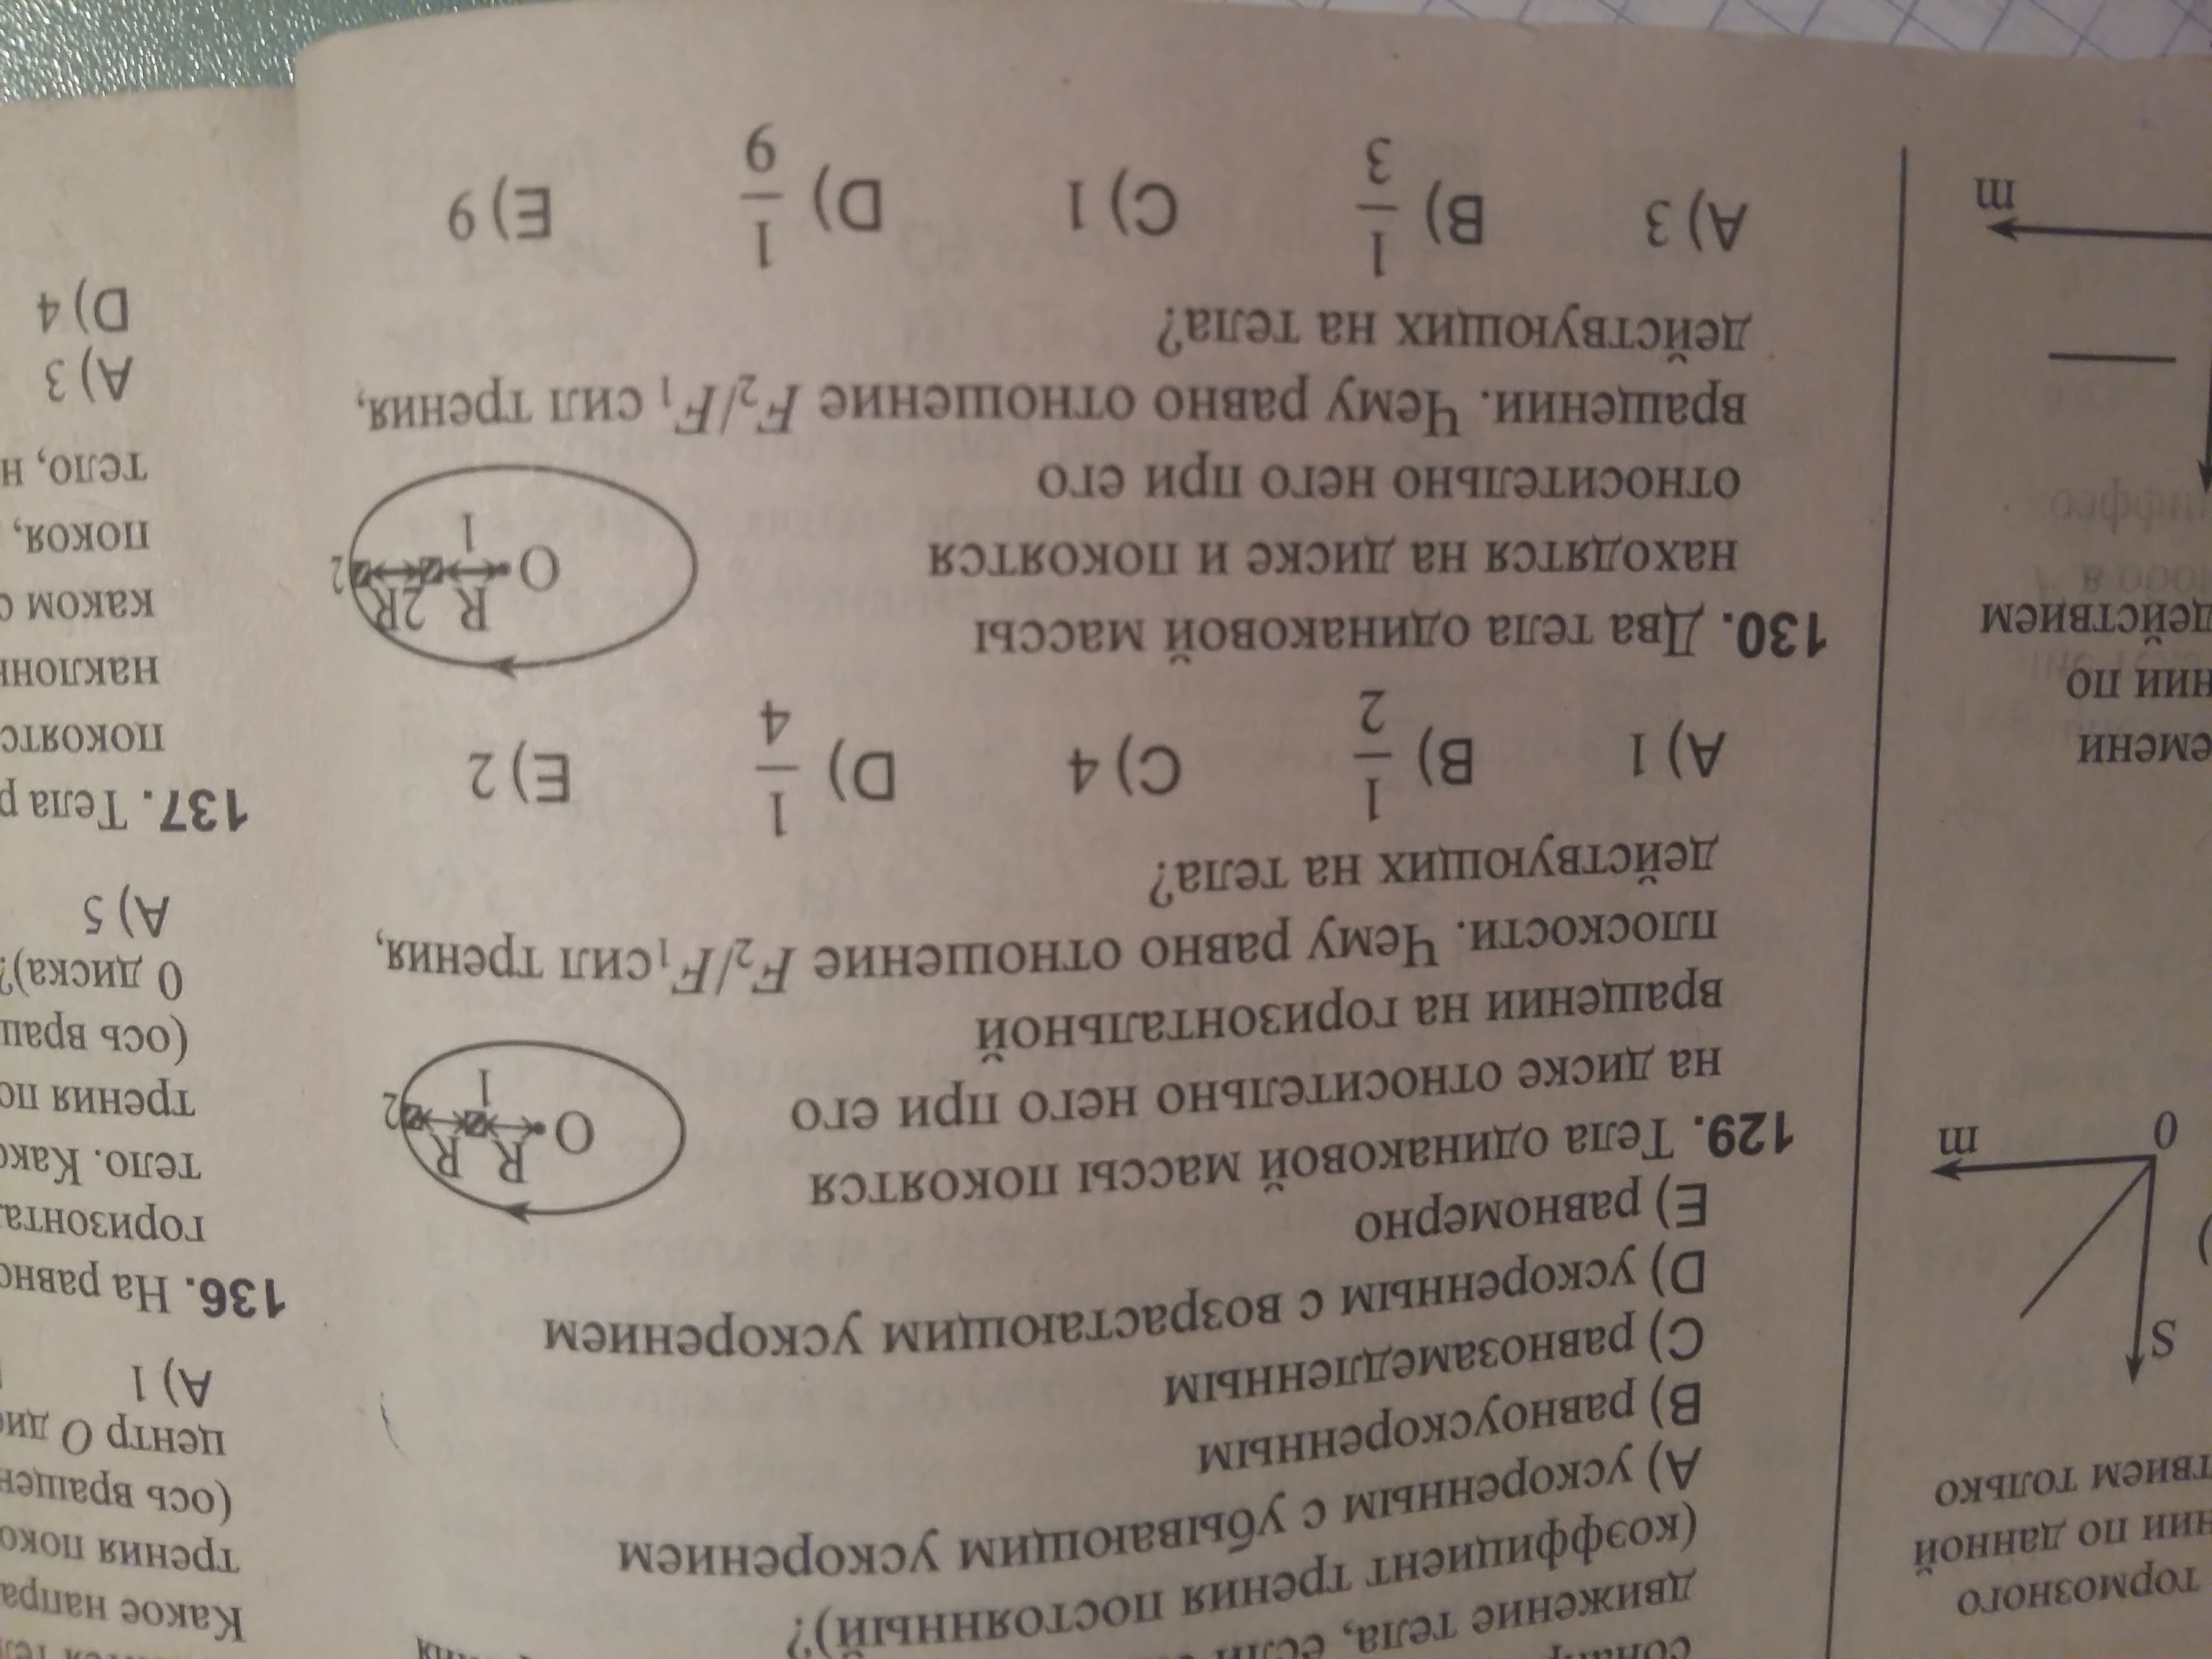 тормозного
ии по данной
твием только
S
0
m
емени
нии по
действием
m
движение тела, если
(коэффициент трения постоянный)?
A) ускоренным с убывающим ускорением
B) равноускоренным
C) равнозамедленным
D) ускоренным с возрастающим ускорением
E) равномерно
129. Тела одинаковой массы покоятся
на диске относительно него при его
вращении на горизонтальной
плоскости. Чему равно отношение F₂/F₁ сил трения,
действующих на тела?
O R R 1 2
A) 1 B) 1/2 C) 4 D) 1/4 E) 2
130. Два тела одинаковой массы
находятся на диске и покоятся
относительно него при его
вращении. Чему равно отношение F₂/F₁ сил трения,
действующих на тела?
O R 2R 1 2
A) 3 B) 1/3 C) 1 D) 1/9 E) 9
Какое напра
трения поко
(ось вращен
центр O ди
A) 1
136. На равно
горизонта
тело. Како
трения по
(ось вращ
O диска)?
A) 5
137. Тела р
покоятс
наклонн
каком с
покоя,
тело, н
A) 3
D) 4